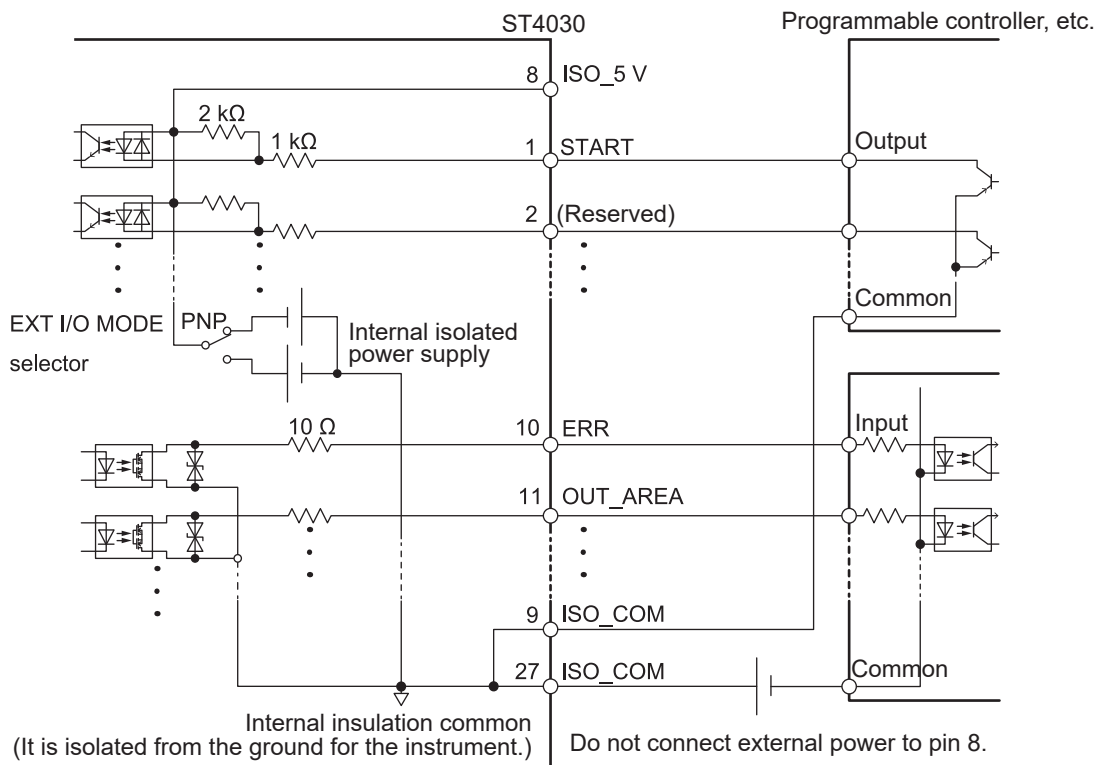 ST4030
Programmable controller, etc.
8 ISO_5 V
2 kΩ
1 kΩ
1 START
Output
2 (Reserved)
Common
EXT I/O MODE
selector
PNP
Internal isolated
power supply
10 Ω
10 ERR
Input
11 OUT_AREA
9 ISO_COM
27 ISO_COM
Common
Internal insulation common
(It is isolated from the ground for the instrument.)
Do not connect external power to pin 8.